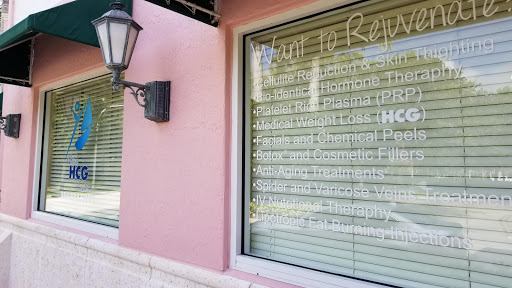 HCG
Want to Rejuvenate?
•Cellulite Reduction & Skin Thighting
•Bio-Identical Hormone Theraphy
•Platelet Rich Plasma (PRP)
•Medical Weight Loss (HCG)
•Facials and Chemical Peels
•Botox and Cosmetic Fillers
•Anti-Aging Treatments
•Spider and Varicose Veins Treatment
•IV Nutritional Theraphy
•Lipotropic Fat Burning Injections